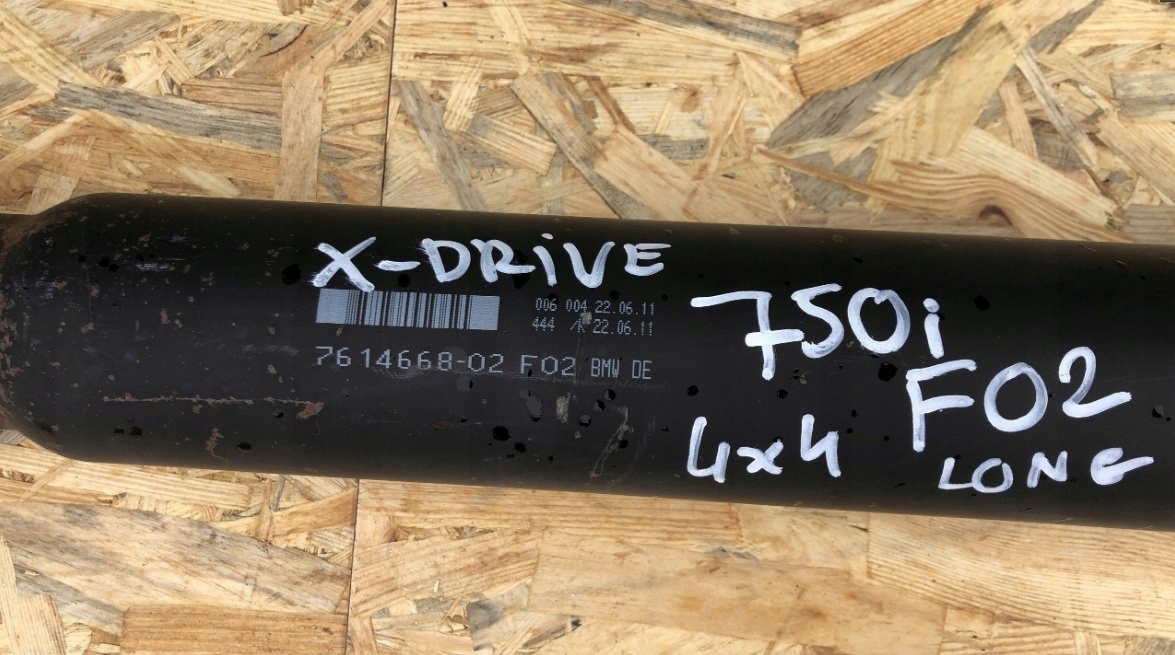 X-DRiVE
006 004 22.06.11
444 /K 22.06.11
7614668-02 F02 BMW DE
750i
F02
4x4
LONG